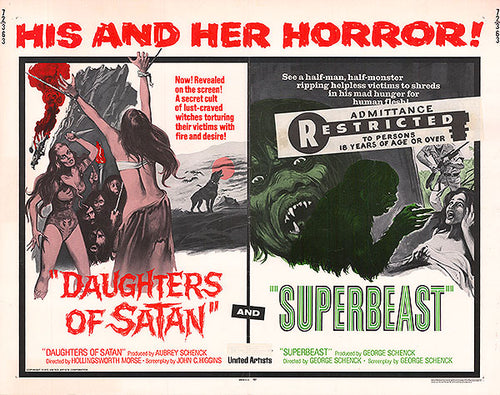 72363
72363
HIS AND HER HORROR!
Now! Revealed
on the screen!
A secret cult
of lust-craved
witches torturing
their victims with
fire and desire!
"DAUGHTERS
OF SATAN"
"DAUGHTERS OF SATAN" Produced by AUBREY SCHENCK
Directed by HOLLINGSWORTH MORSE • Screenplay by JOHN C. HIGGINS
AND
United Artists
See a half-man, half-monster
ripping helpless victims to shreds
in his mad hunger for
human flesh!
ADMITTANCE
RESTRICTED
TO PERSONS
18 YEARS OF AGE OR OVER
"SUPERBEAST"
"SUPERBEAST" Produced by GEORGE SCHENCK
Directed by GEORGE SCHENCK • Screenplay by GEORGE SCHENCK